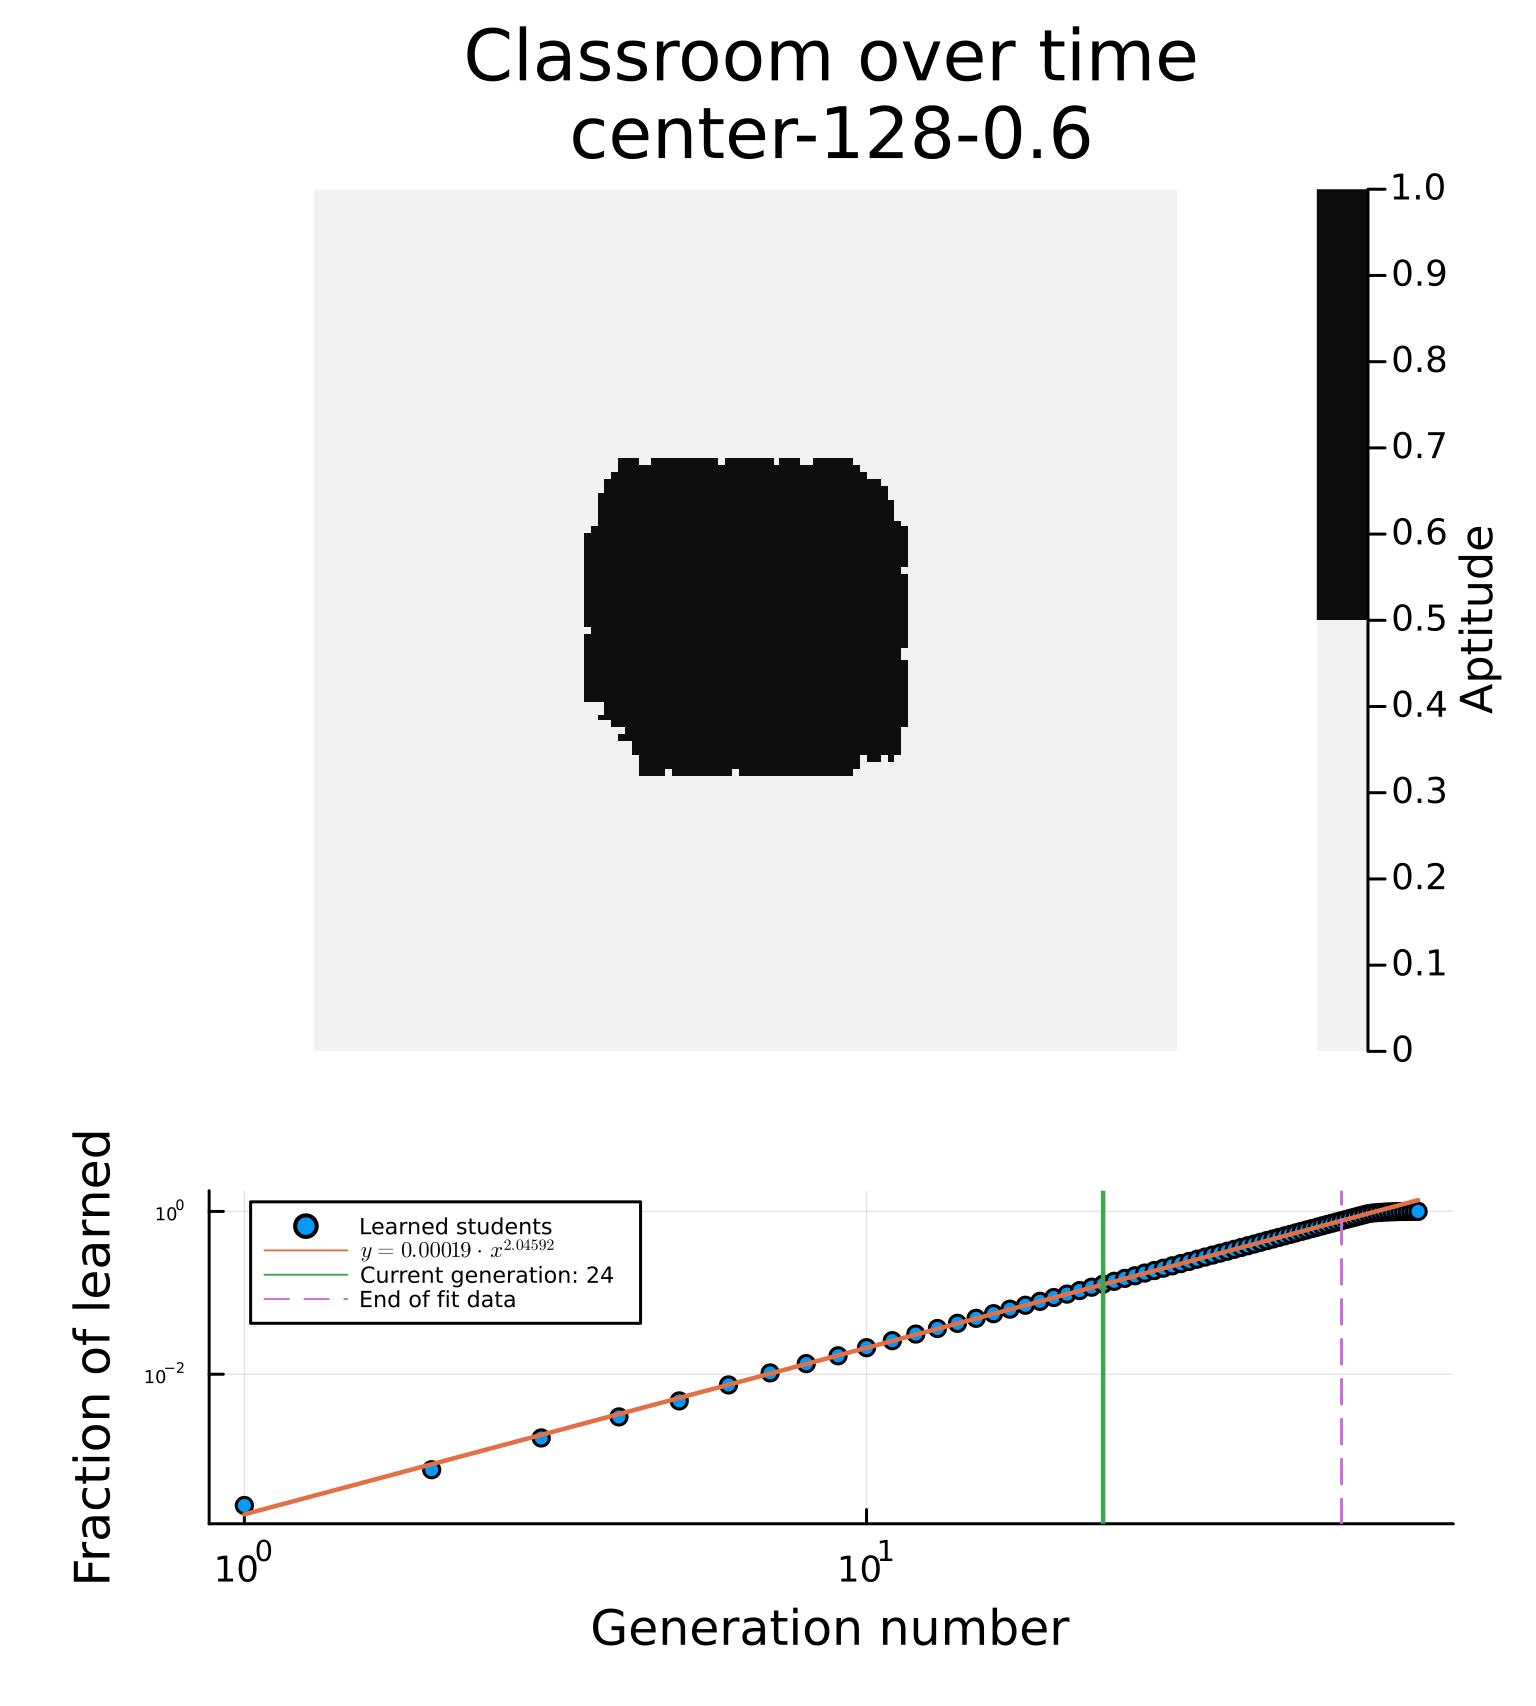 Classroom over time
center-128-0.6
1.0
0.9
0.8
0.7
0.6
0.5
0.4
0.3
0.2
0.1
0
Aptitude
Fraction of learned
10⁰
10⁻²
Learned students
y = 0.00019 · x^2.04592
Current generation: 24
End of fit data
10⁰
10¹
Generation number